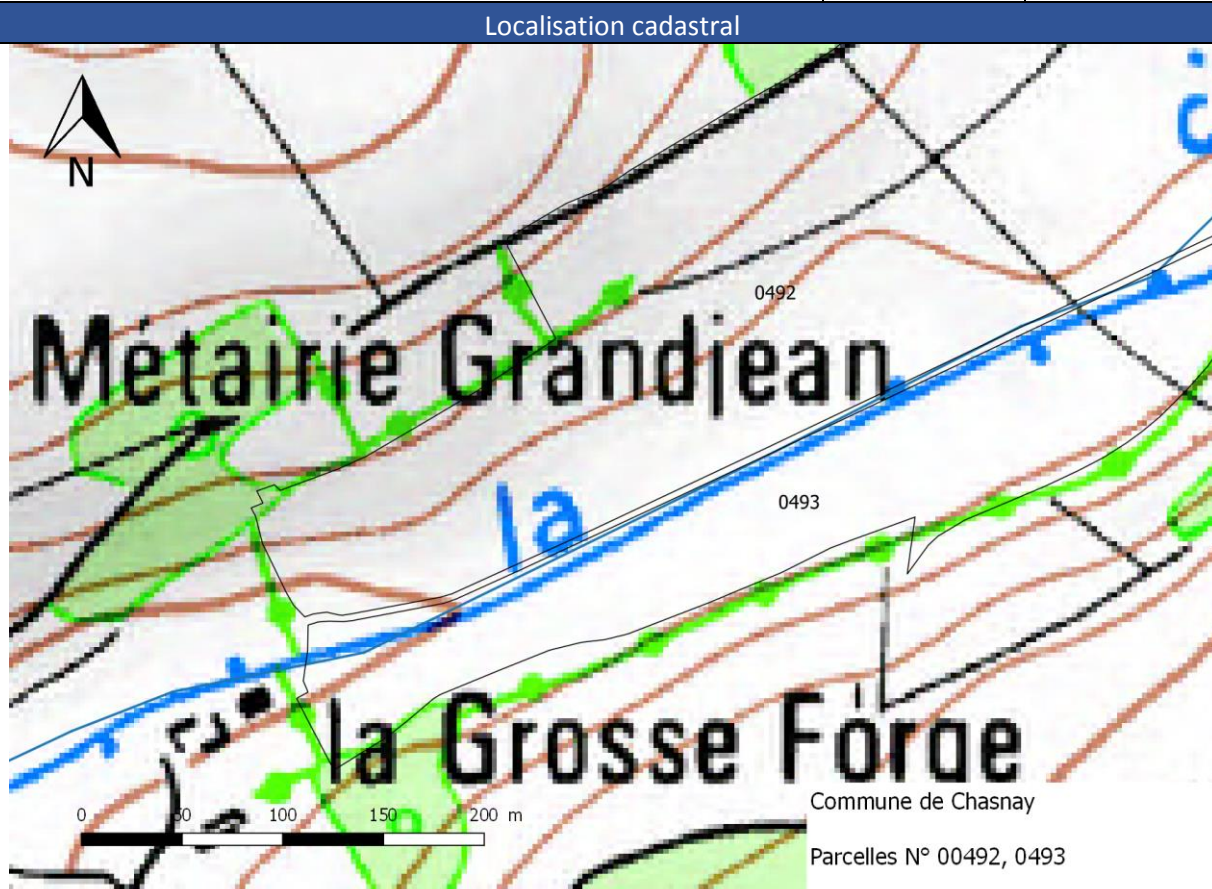 Localisation cadastral
N
0492
Métairie Grandjean
la
0493
la Grosse Forge
0 50 100 150 200 m
Commune de Chasnay
Parcelles N° 00492, 0493